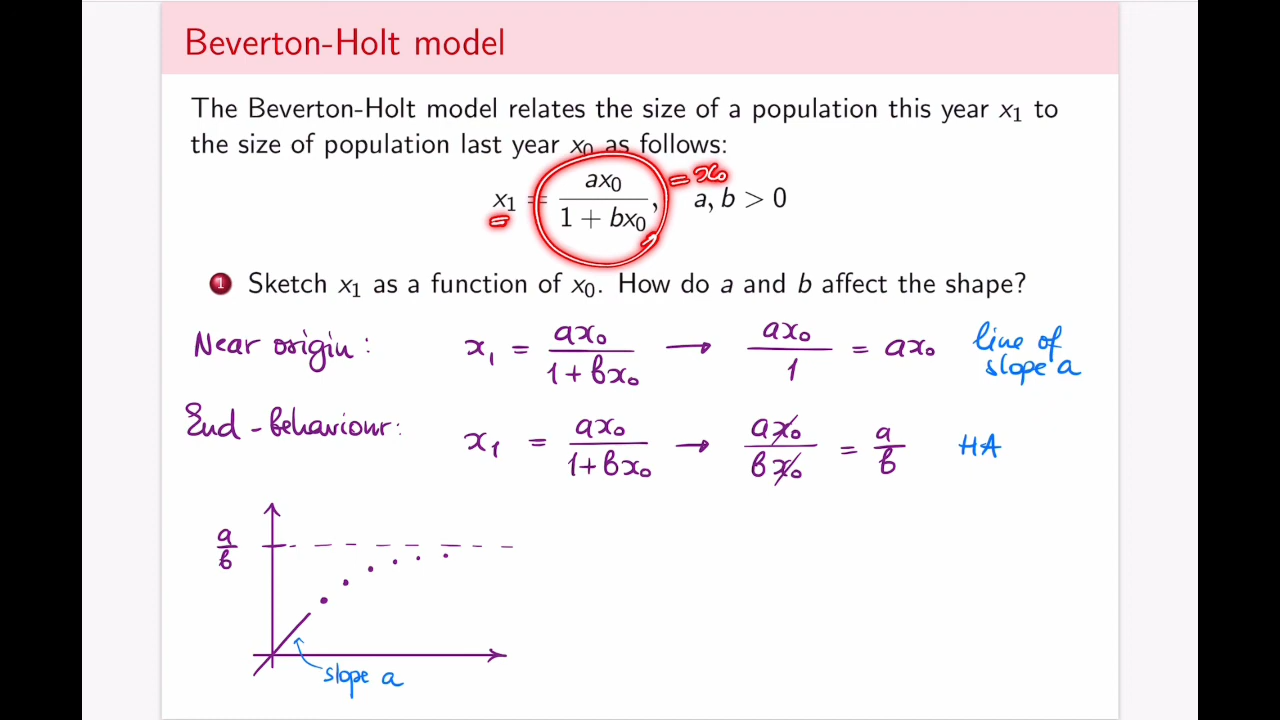 Beverton-Holt model
The Beverton-Holt model relates the size of a population this year x₁ to
the size of population last year x₀ as follows:
x₁ = ax₀ / (1 + bx₀), a, b > 0
= x₀
1 Sketch x₁ as a function of x₀. How do a and b affect the shape?
Near origin: x₁ = ax₀ / (1 + bx₀) → ax₀ / 1 = ax₀ line of slope a
End-behaviour: x₁ = ax₀ / (1 + bx₀) → ax₀ / bx₀ = a / b HA
a / b
slope a